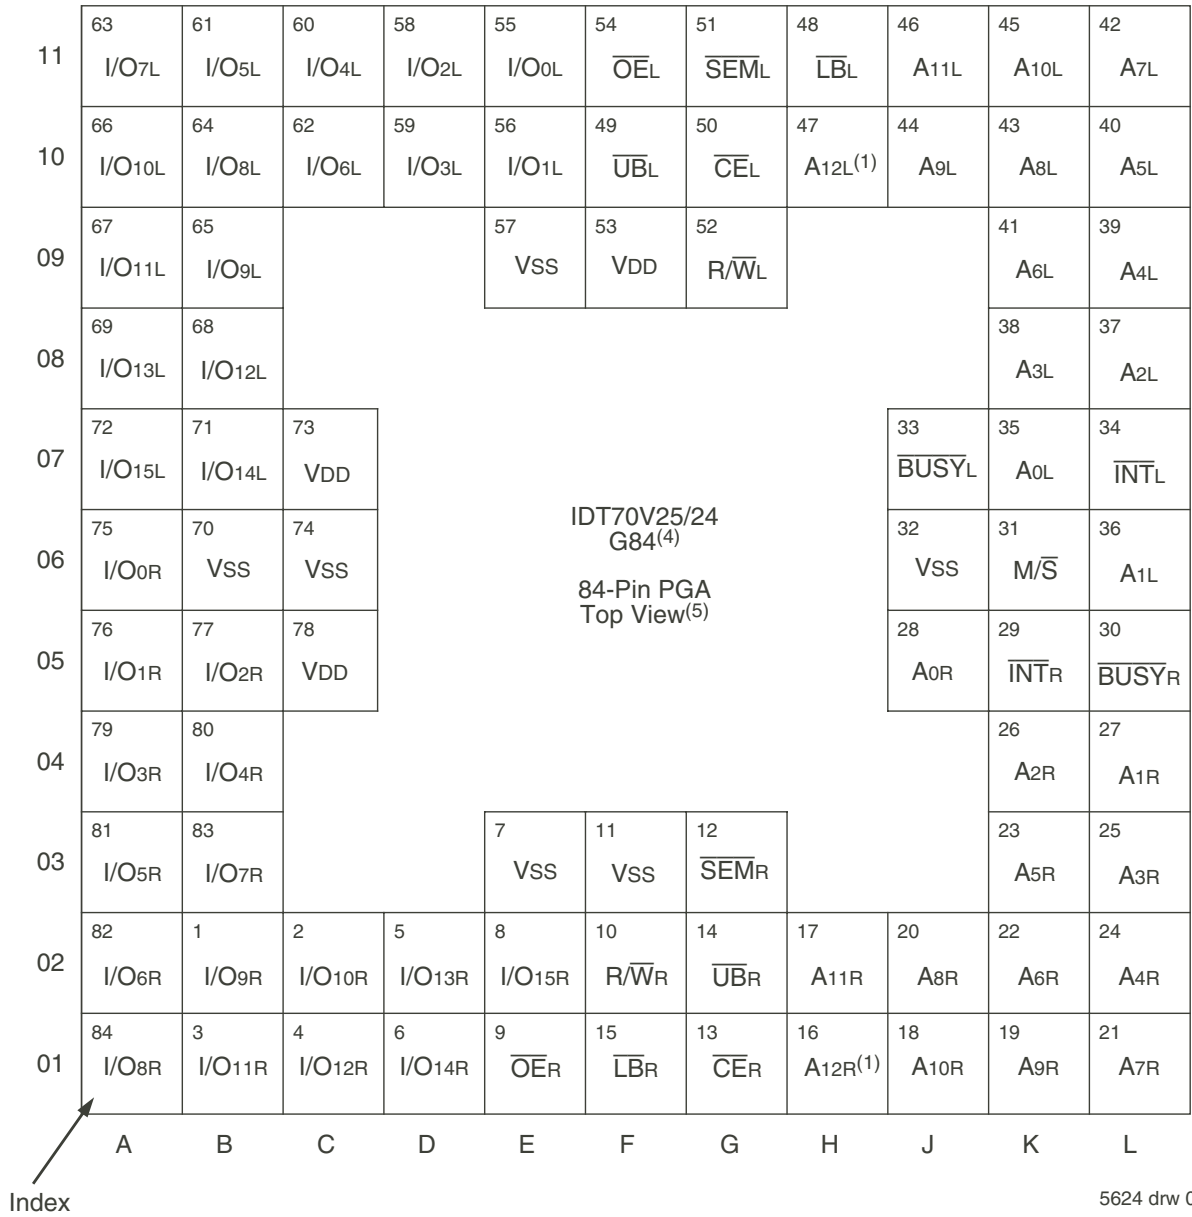 63 61 60 58 55 54 51 48 46 45 42
11 I/O7L I/O5L I/O4L I/O2L I/O0L OEL SEML LBL A11L A10L A7L
66 64 62 59 56 49 50 47 44 43 40
10 I/O10L I/O8L I/O6L I/O3L I/O1L UBL CEL A12L(1) A9L A8L A5L
67 65 57 53 52 41 39
09 I/O11L I/O9L VSS VDD R/WL A6L A4L
69 68 38 37
08 I/O13L I/O12L A3L A2L
72 71 73 33 35 34
07 I/O15L I/O14L VDD BUSYL A0L INTL
IDT70V25/24
G84(4)
84-Pin PGA
Top View(5)
75 70 74 32 31 36
06 I/O0R VSS VSS VSS M/S A1L
76 77 78 28 29 30
05 I/O1R I/O2R VDD A0R INTR BUSYR
79 80 26 27
04 I/O3R I/O4R A2R A1R
81 83 7 11 12 23 25
03 I/O5R I/O7R VSS VSS SEMR A5R A3R
82 1 2 5 8 10 14 17 20 22 24
02 I/O6R I/O9R I/O10R I/O13R I/O15R R/WR UBR A11R A8R A6R A4R
84 3 4 6 9 15 13 16 18 19 21
01 I/O8R I/O11R I/O12R I/O14R OER LBR CER A12R(1) A10R A9R A7R
A B C D E F G H J K L
Index
5624 drw 0